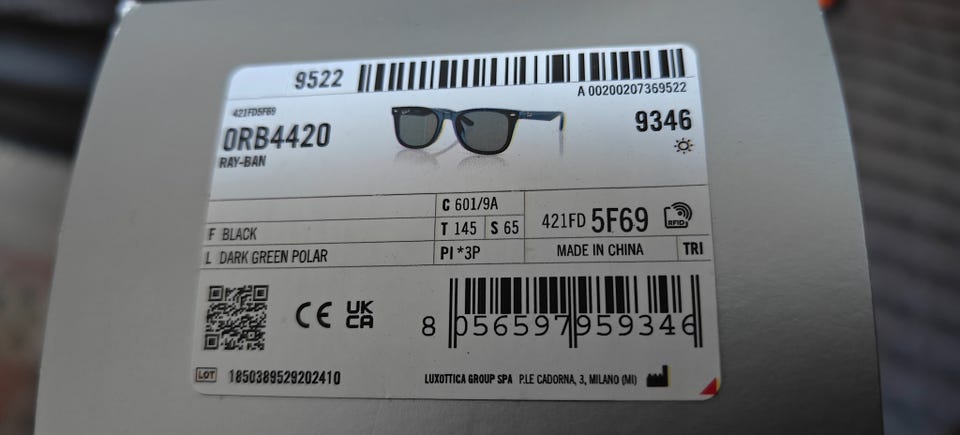 9522
A 00200207369522
421FD5F69
0RB4420
RAY-BAN
9346
C 601/9A
F BLACK
T 145 S 65
421FD 5F69
RFID
L DARK GREEN POLAR
PI *3P
MADE IN CHINA
TRI
CE UK
CA
8 056597 959346
LOT 1850389529202410
LUXOTTICA GROUP SPA P.LE CADORNA, 3, MILANO (MI)